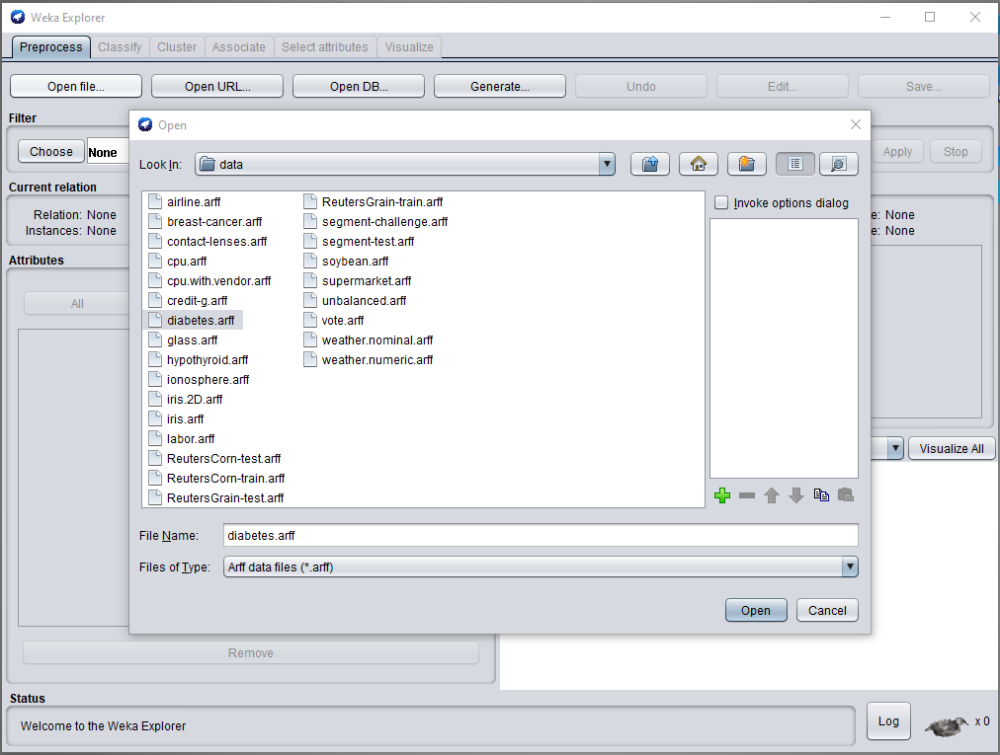 Weka Explorer
Preprocess Classify Cluster Associate Select attributes Visualize
Open file... Open URL... Open DB... Generate... Undo Edit... Save...
Filter
Choose None Apply Stop
Current relation
Relation: None
Instances: None
e: None
e: None
Attributes
All
Visualize All
Remove
Open
Look In: data
airline.arff
breast-cancer.arff
contact-lenses.arff
cpu.arff
cpu.with.vendor.arff
credit-g.arff
diabetes.arff
glass.arff
hypothyroid.arff
ionosphere.arff
iris.2D.arff
iris.arff
labor.arff
ReutersCorn-test.arff
ReutersCorn-train.arff
ReutersGrain-test.arff
ReutersGrain-train.arff
segment-challenge.arff
segment-test.arff
soybean.arff
supermarket.arff
unbalanced.arff
vote.arff
weather.nominal.arff
weather.numeric.arff
Invoke options dialog
File Name: diabetes.arff
Files of Type: Arff data files (*.arff)
Open Cancel
Status
Welcome to the Weka Explorer
Log x 0